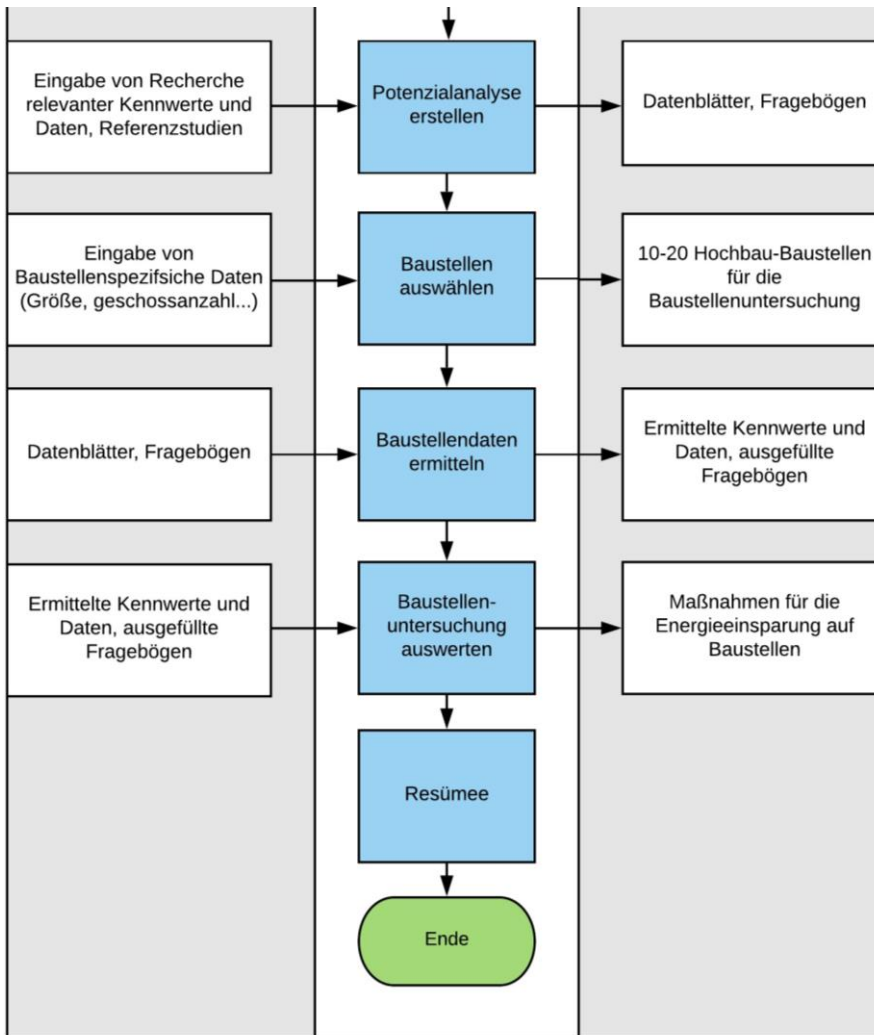 Eingabe von Recherche
relevanter Kennwerte und
Daten, Referenzstudien
Potenzialanalyse
erstellen
Datenblätter, Fragebögen
Eingabe von
Baustellenspezifsiche Daten
(Größe, geschossanzahl...)
Baustellen
auswählen
10-20 Hochbau-Baustellen
für die
Baustellenuntersuchung
Datenblätter, Fragebögen
Baustellendaten
ermitteln
Ermittelte Kennwerte und
Daten, ausgefüllte
Fragebögen
Ermittelte Kennwerte und
Daten, ausgefüllte
Fragebögen
Baustellen-
untersuchung
auswerten
Maßnahmen für die
Energieeinsparung auf
Baustellen
Resümee
Ende